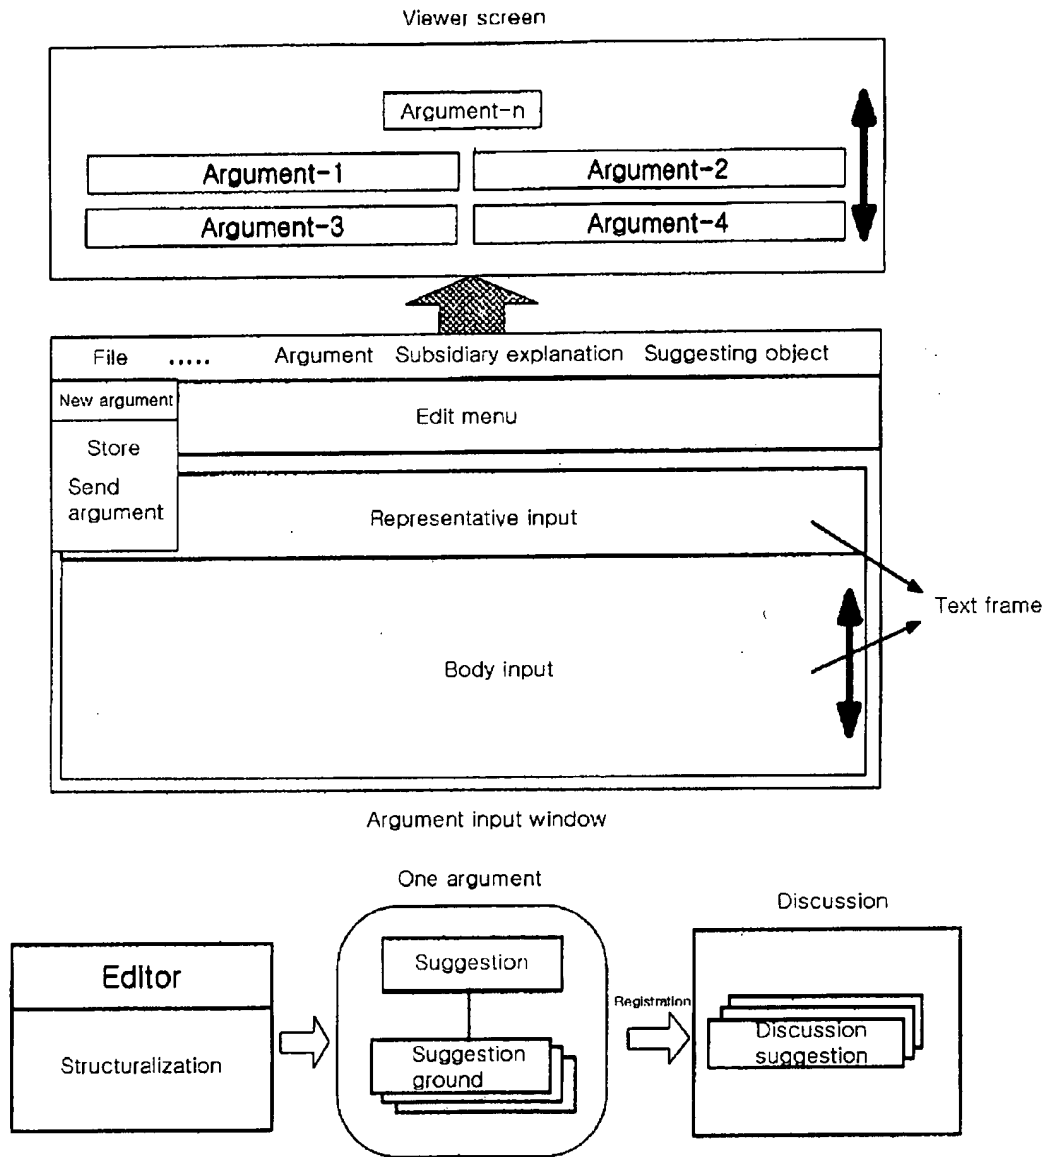 Viewer screen
Argument-n
Argument-1 Argument-2
Argument-3 Argument-4
File ..... Argument Subsidiary explanation Suggesting object
New argument
Edit menu
Store
Send
argument
Representative input
Text frame
Body input
Argument input window
One argument
Discussion
Editor
Suggestion
Registration
Structuralization
Suggestion
ground
Discussion
suggestion